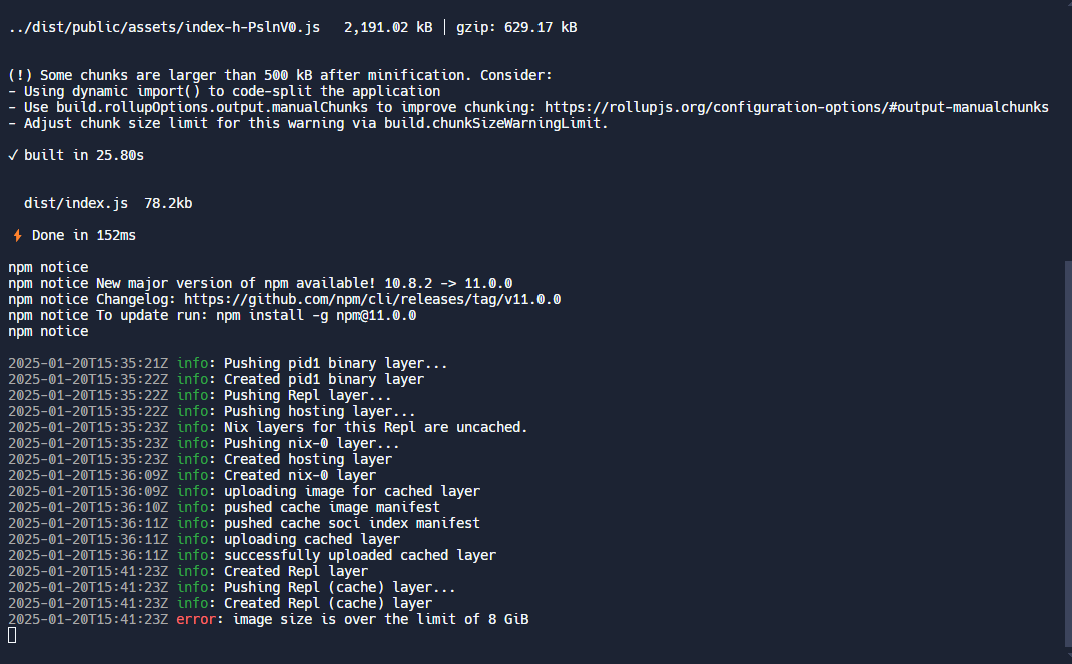 ../dist/public/assets/index-h-PslnV0.js   2,191.02 kB │ gzip: 629.17 kB
(!) Some chunks are larger than 500 kB after minification. Consider:
- Using dynamic import() to code-split the application
- Use build.rollupOptions.output.manualChunks to improve chunking: https://rollupjs.org/configuration-options/#output-manualchunks
- Adjust chunk size limit for this warning via build.chunkSizeWarningLimit.
✓ built in 25.80s
dist/index.js  78.2kb
⚡ Done in 152ms
npm notice
npm notice New major version of npm available! 10.8.2 -> 11.0.0
npm notice Changelog: https://github.com/npm/cli/releases/tag/v11.0.0
npm notice To update run: npm install -g npm@11.0.0
npm notice
2025-01-20T15:35:21Z info: Pushing pid1 binary layer...
2025-01-20T15:35:22Z info: Created pid1 binary layer
2025-01-20T15:35:22Z info: Pushing Repl layer...
2025-01-20T15:35:22Z info: Pushing hosting layer...
2025-01-20T15:35:23Z info: Nix layers for this Repl are uncached.
2025-01-20T15:35:23Z info: Pushing nix-0 layer...
2025-01-20T15:35:23Z info: Created hosting layer
2025-01-20T15:36:09Z info: Created nix-0 layer
2025-01-20T15:36:09Z info: uploading image for cached layer
2025-01-20T15:36:10Z info: pushed cache image manifest
2025-01-20T15:36:11Z info: pushed cache soci index manifest
2025-01-20T15:36:11Z info: uploading cached layer
2025-01-20T15:36:11Z info: successfully uploaded cached layer
2025-01-20T15:41:23Z info: Created Repl layer
2025-01-20T15:41:23Z info: Pushing Repl (cache) layer...
2025-01-20T15:41:23Z info: Created Repl (cache) layer
2025-01-20T15:41:23Z error: image size is over the limit of 8 GiB